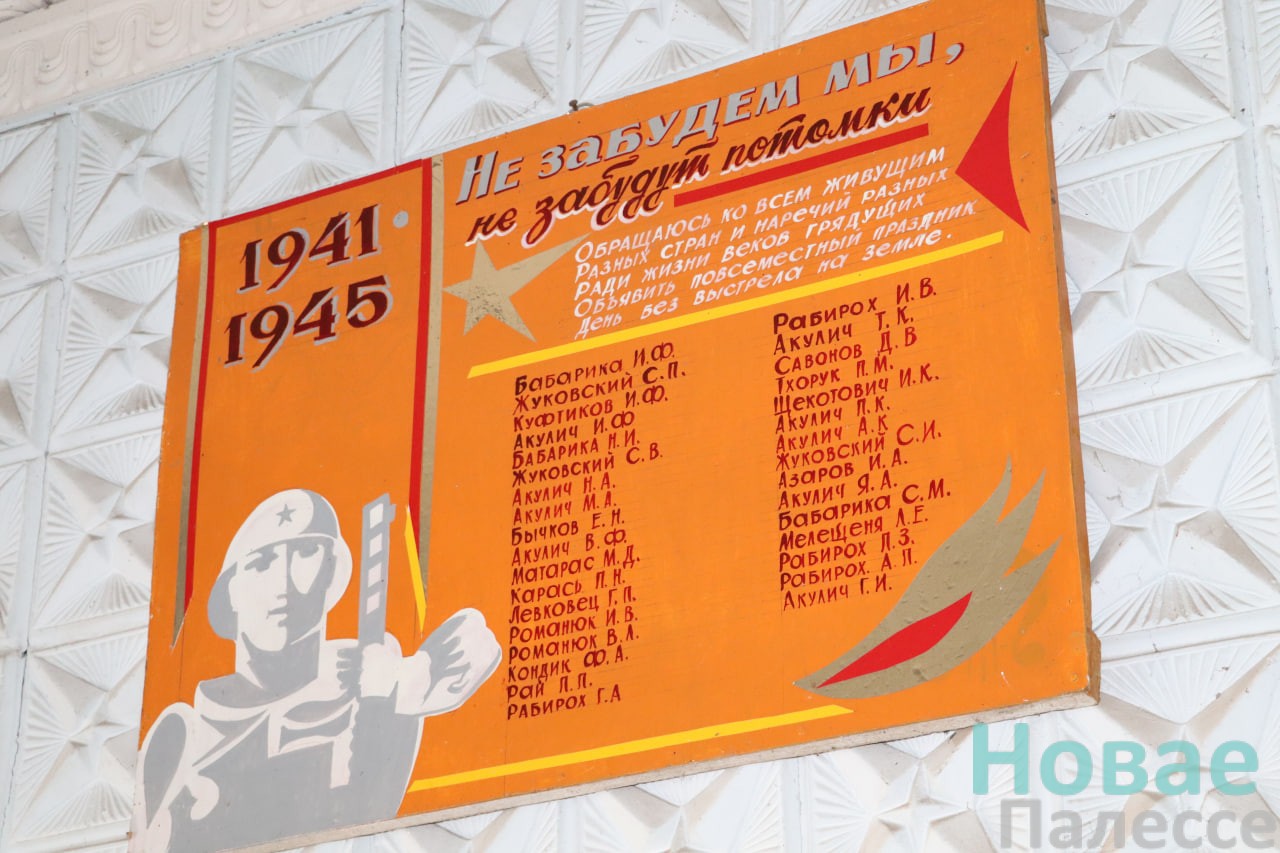 1941·
1945
Не забудем мы,
не забудут потомки
Обращаюсь ко всем живущим
Разных стран и наречий разных
Ради жизни веков грядущих
Объявить повсеместный праздник
День без выстрела на земле.
Бабарика И.Ф.
Жуковский С.П.
Куфтиков И.Ф.
Акулич И.Ф
Бабарика Н.И.
Жуковский С.В.
Акулич Н.А.
Акулич М.А.
Бычков Е.Н.
Акулич В.Ф.
Матарас М.Д.
Карась П.Н.
Левковец Г.П.
Романюк И.В.
Романюк В.Л.
Кондик Ф.А.
Рай Л.П.
Рабирох Г.А
Рабирох И.В.
Акулич Т.К.
Савонов Д.В
Тхорук П.М.
Щекотович И.К.
Акулич П.К.
Акулич А.К
Жуковский С.И.
Азаров И.А.
Акулич Я.А.
Бабарика С.М.
Мелещеня Л.Е.
Рабирох П.З.
Рабирох. А.П.
Акулич Г.И.
Новае
Палессе